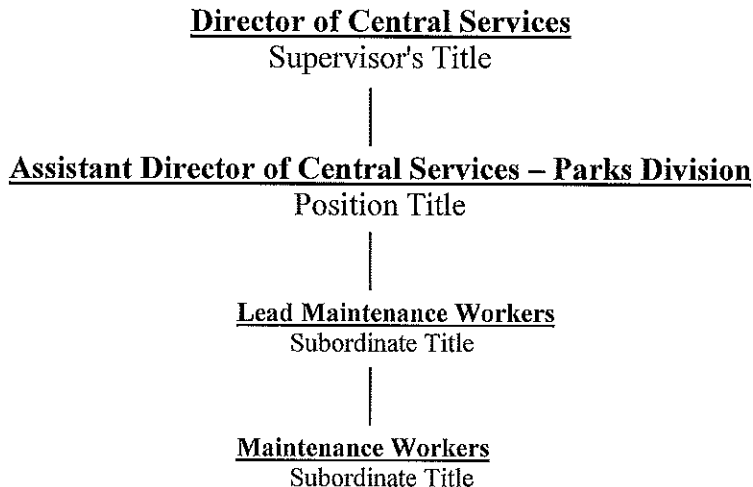 Director of Central Services
Supervisor's Title
Assistant Director of Central Services – Parks Division
Position Title
Lead Maintenance Workers
Subordinate Title
Maintenance Workers
Subordinate Title